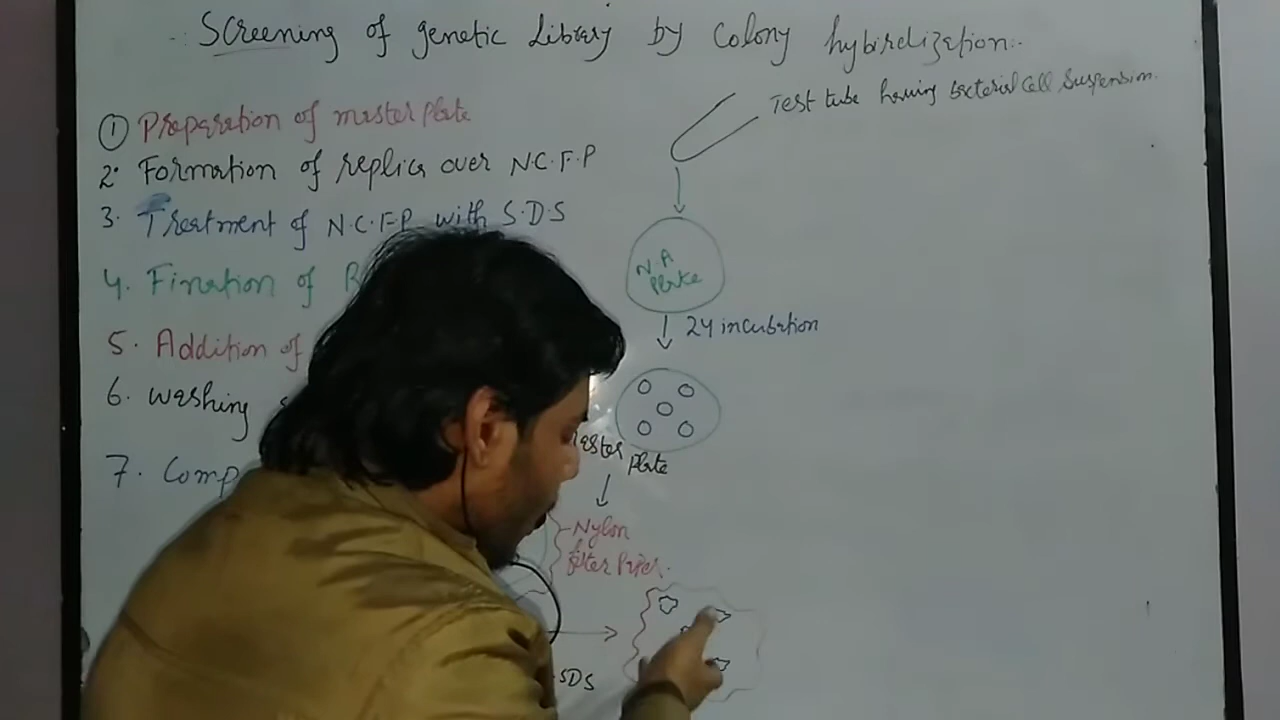 Screening of genetic Library by Colony hybirdization
Test tube having bacterial cell suspension
① Preparation of master Plate
2. Formation of replica over N.C.F.P
3. Treatment of N.C.F.P with S.D.S
4. Fixation of
5. Addition of
6. washing
7. Comp
N.A
Plate
24 incubation
Plate
Nylon
filter
SDS